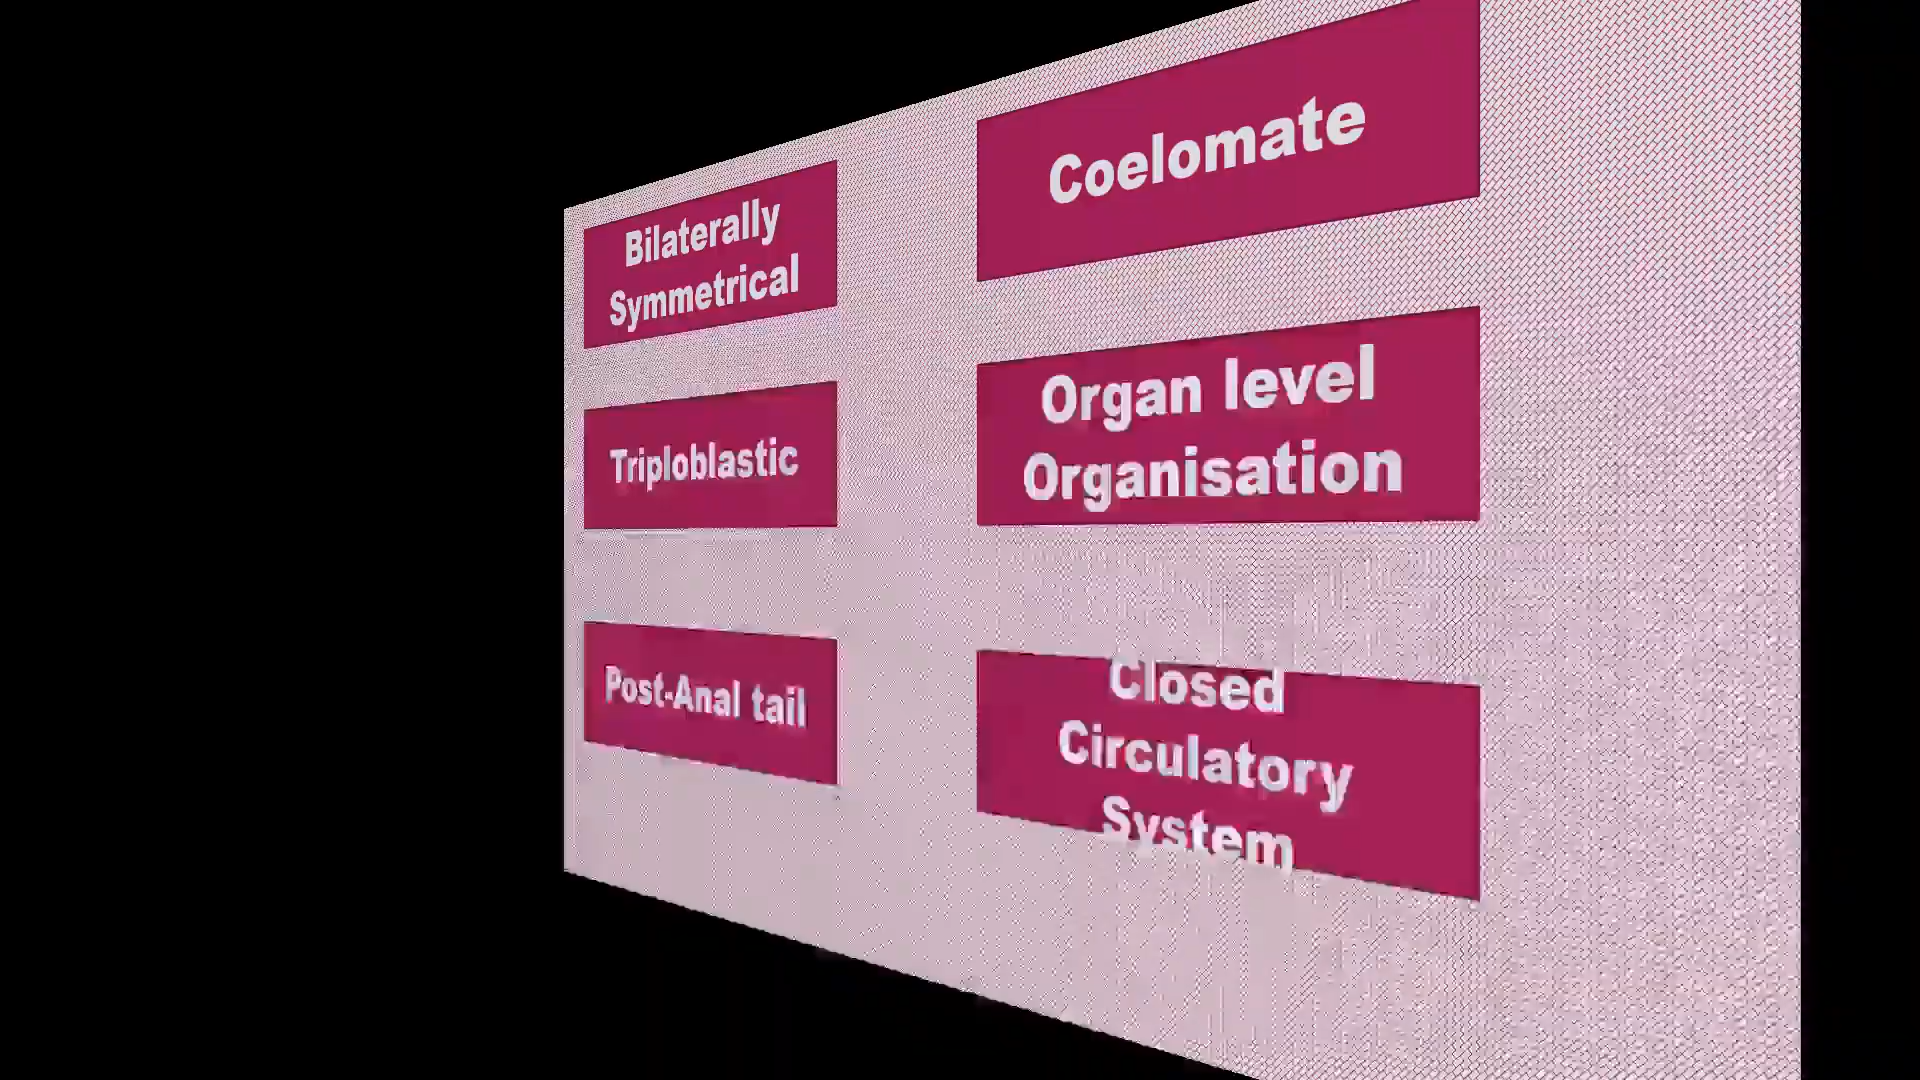 Bilaterally
Symmetrical
Coelomate
Triploblastic
Organ level
Organisation
Post-Anal tail
Closed
Circulatory
System